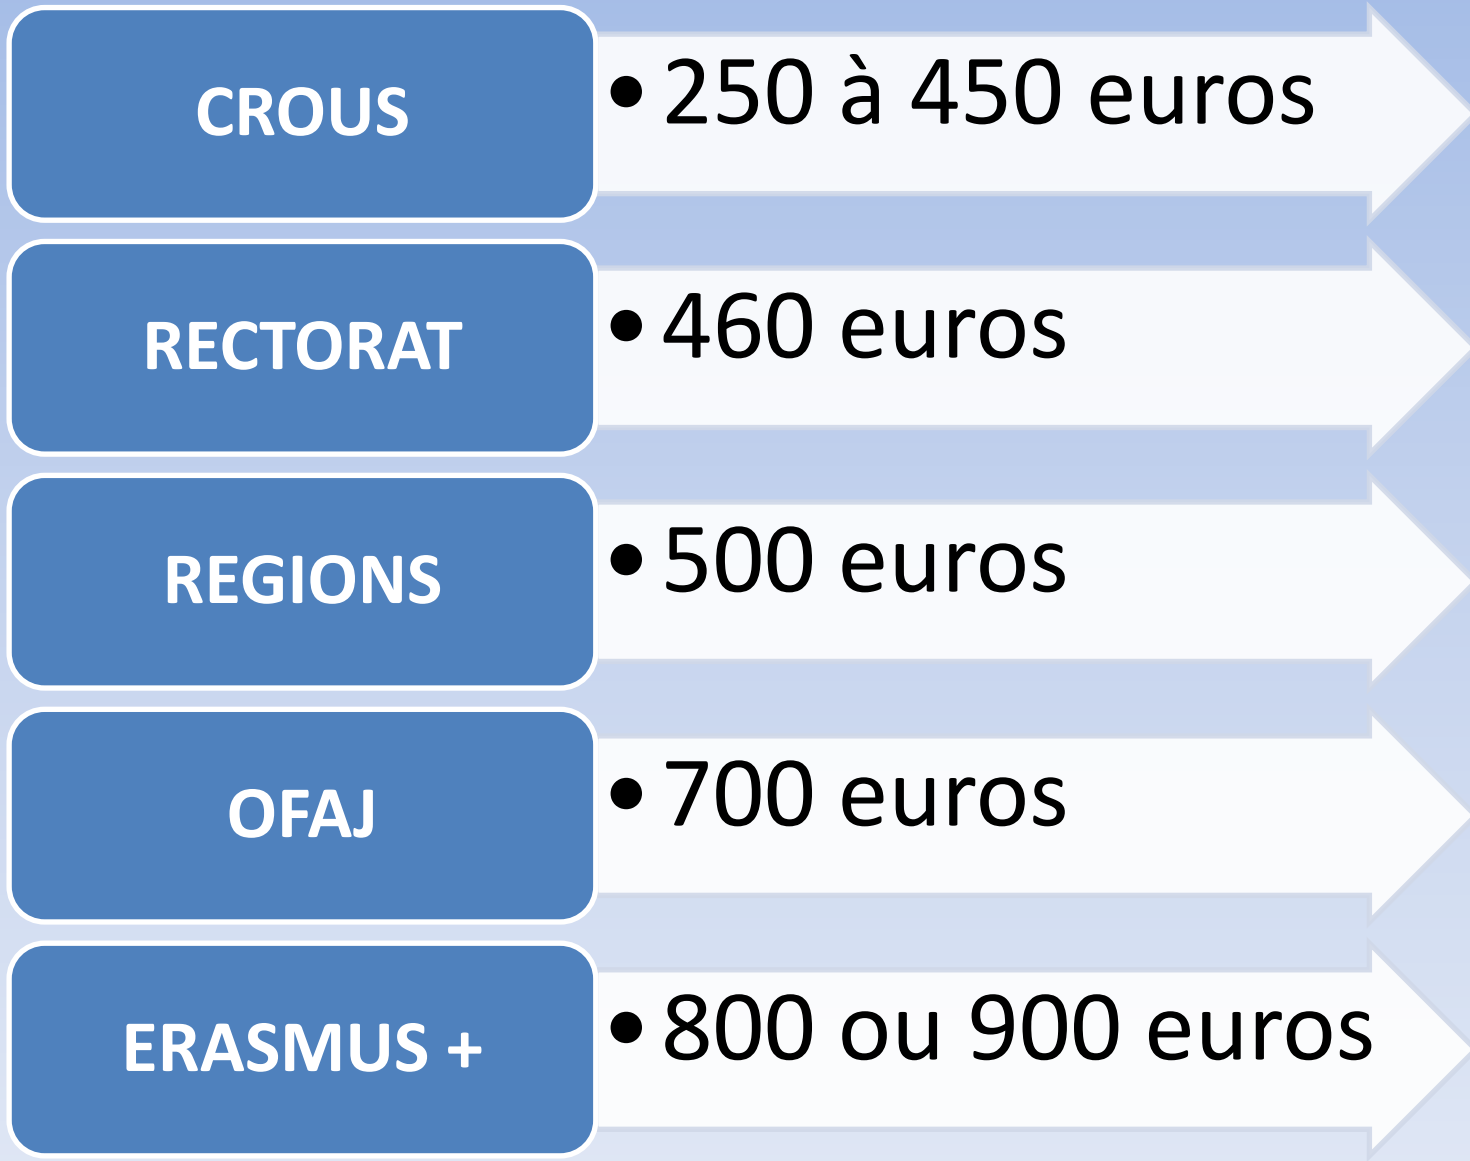 CROUS
• 250 à 450 euros
RECTORAT
• 460 euros
REGIONS
• 500 euros
OFAJ
• 700 euros
ERASMUS +
• 800 ou 900 euros